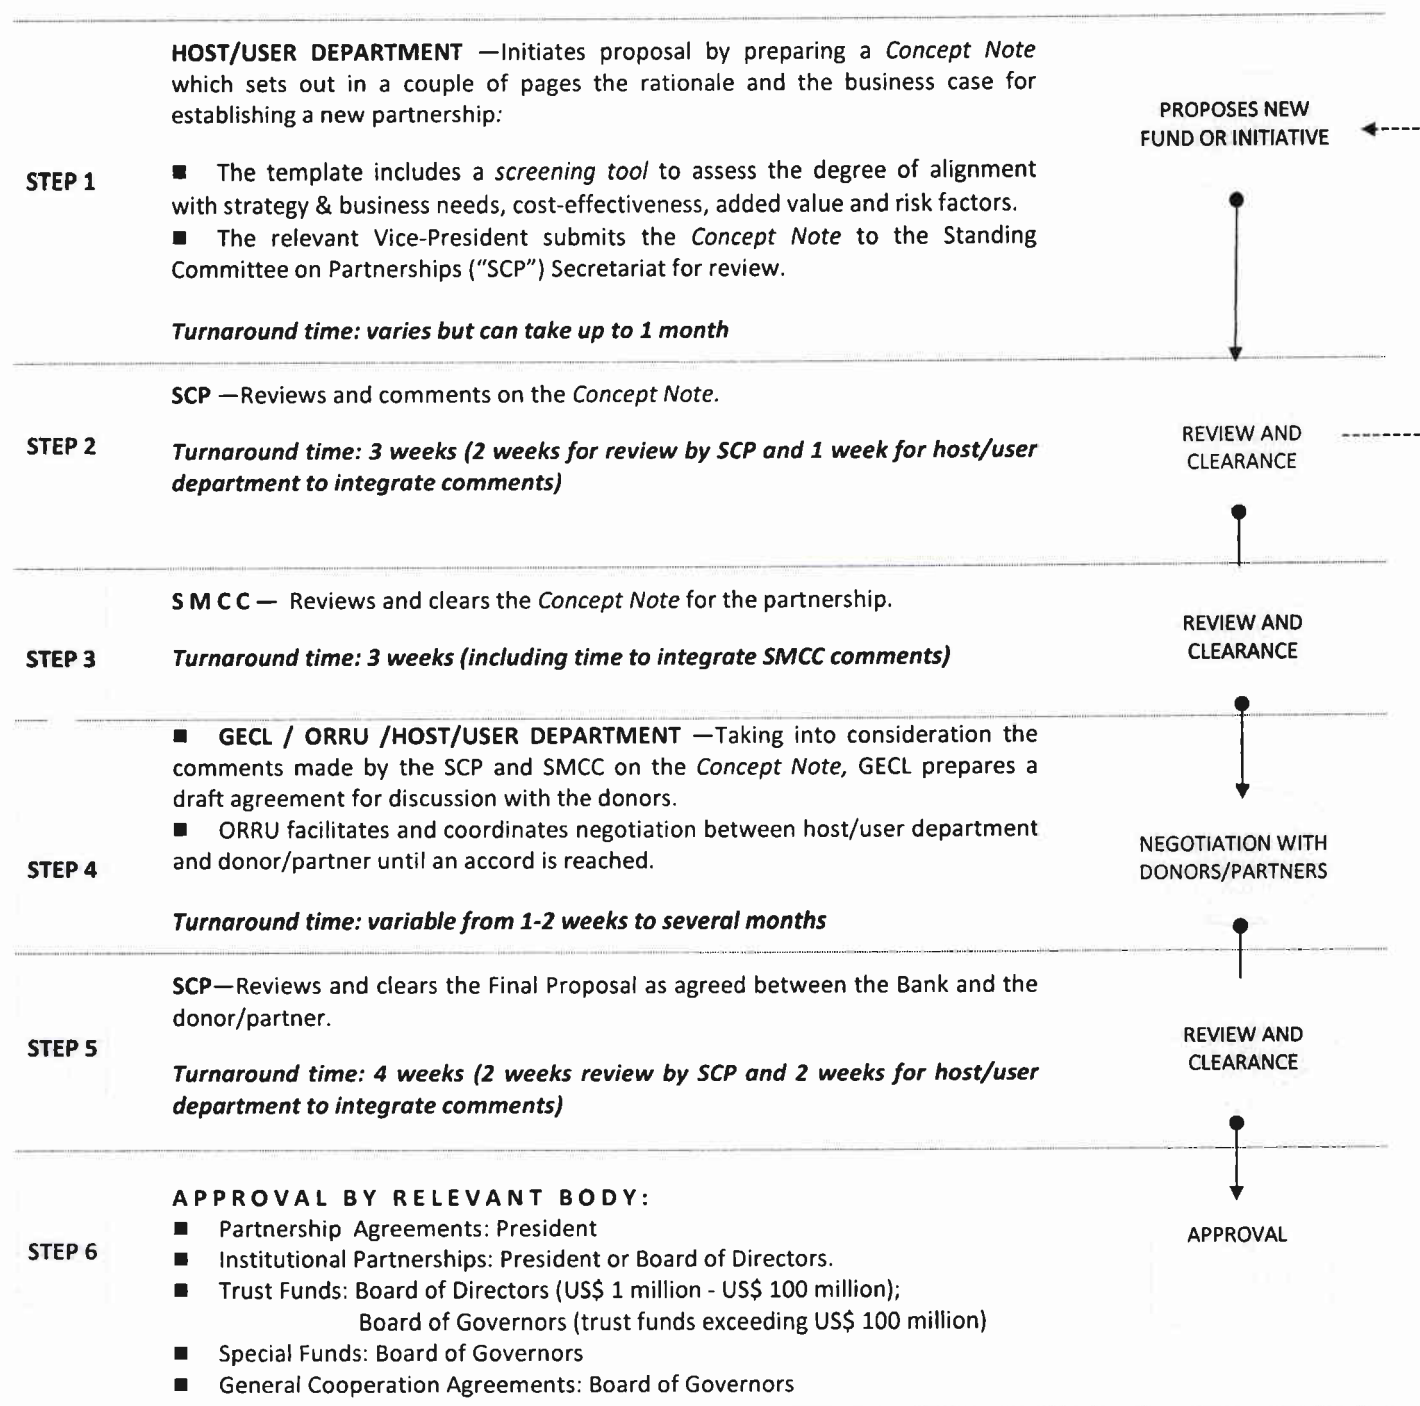 HOST/USER DEPARTMENT —Initiates proposal by preparing a Concept Note
which sets out in a couple of pages the rationale and the business case for
establishing a new partnership:
PROPOSES NEW
FUND OR INITIATIVE
STEP 1
■ The template includes a screening tool to assess the degree of alignment
with strategy & business needs, cost-effectiveness, added value and risk factors.
■ The relevant Vice-President submits the Concept Note to the Standing
Committee on Partnerships ("SCP") Secretariat for review.
Turnaround time: varies but can take up to 1 month
SCP —Reviews and comments on the Concept Note.
STEP 2
Turnaround time: 3 weeks (2 weeks for review by SCP and 1 week for host/user
department to integrate comments)
REVIEW AND
CLEARANCE
SMCC— Reviews and clears the Concept Note for the partnership.
STEP 3
Turnaround time: 3 weeks (including time to integrate SMCC comments)
REVIEW AND
CLEARANCE
■ GECL / ORRU /HOST/USER DEPARTMENT —Taking into consideration the
comments made by the SCP and SMCC on the Concept Note, GECL prepares a
draft agreement for discussion with the donors.
■ ORRU facilitates and coordinates negotiation between host/user department
and donor/partner until an accord is reached.
STEP 4
NEGOTIATION WITH
DONORS/PARTNERS
Turnaround time: variable from 1-2 weeks to several months
SCP—Reviews and clears the Final Proposal as agreed between the Bank and the
donor/partner.
STEP 5
REVIEW AND
CLEARANCE
Turnaround time: 4 weeks (2 weeks review by SCP and 2 weeks for host/user
department to integrate comments)
APPROVAL BY RELEVANT BODY:
■ Partnership Agreements: President
STEP 6
APPROVAL
■ Institutional Partnerships: President or Board of Directors.
■ Trust Funds: Board of Directors (US$ 1 million - US$ 100 million);
Board of Governors (trust funds exceeding US$ 100 million)
■ Special Funds: Board of Governors
■ General Cooperation Agreements: Board of Governors